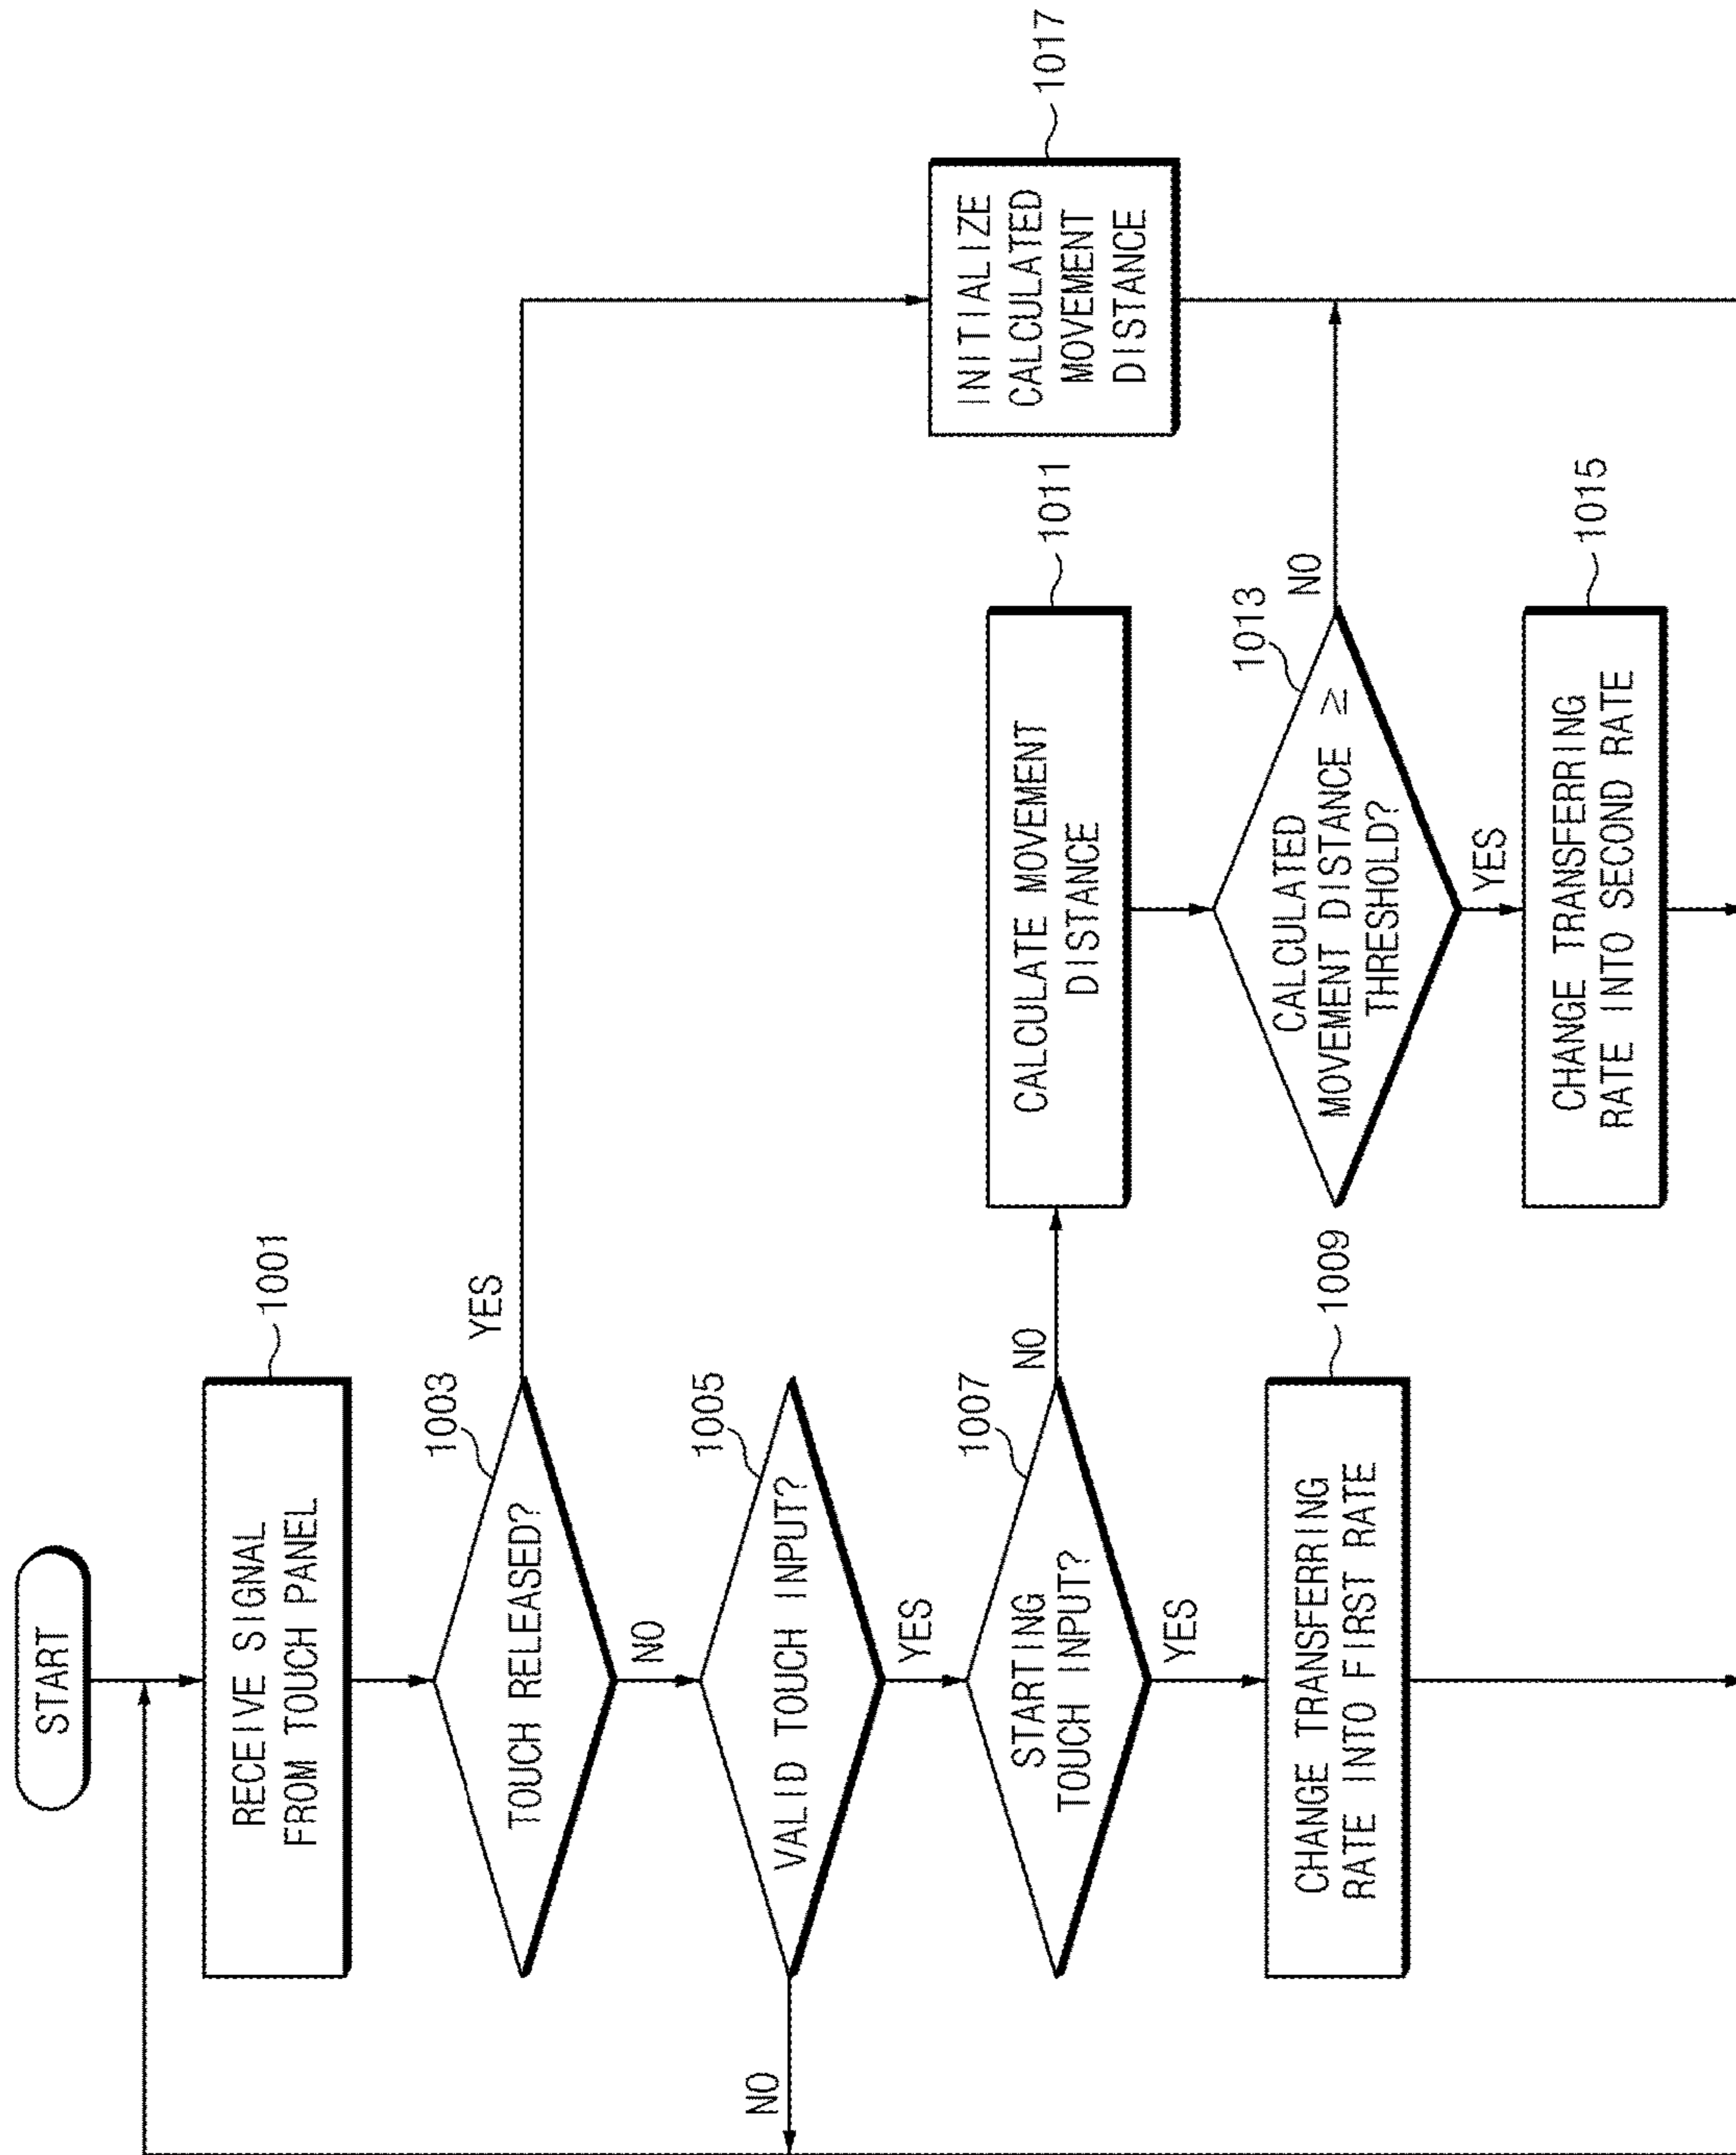 START
RECEIVE SIGNAL
FROM TOUCH PANEL
1001
TOUCH RELEASED?
1003
YES
NO
VALID TOUCH INPUT?
1005
NO
YES
STARTING
TOUCH INPUT?
1007
NO
YES
CHANGE TRANSFERRING
RATE INTO FIRST RATE
1009
CALCULATE MOVEMENT
DISTANCE
1011
CALCULATED
MOVEMENT DISTANCE ≥
THRESHOLD?
1013
NO
YES
CHANGE TRANSFERRING
RATE INTO SECOND RATE
1015
INITIALIZE
CALCULATED
MOVEMENT
DISTANCE
1017